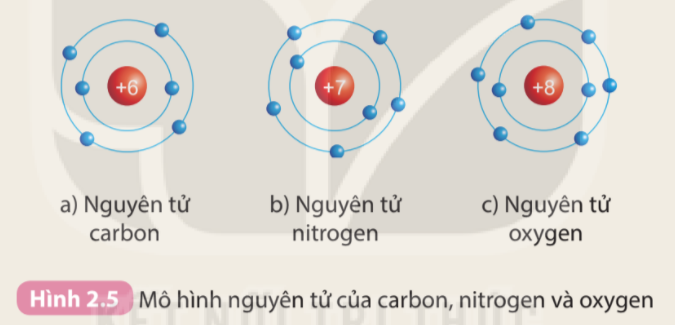 +6
+7
+8
a) Nguyên tử
carbon
b) Nguyên tử
nitrogen
c) Nguyên tử
oxygen
Hình 2.5 Mô hình nguyên tử của carbon, nitrogen và oxygen